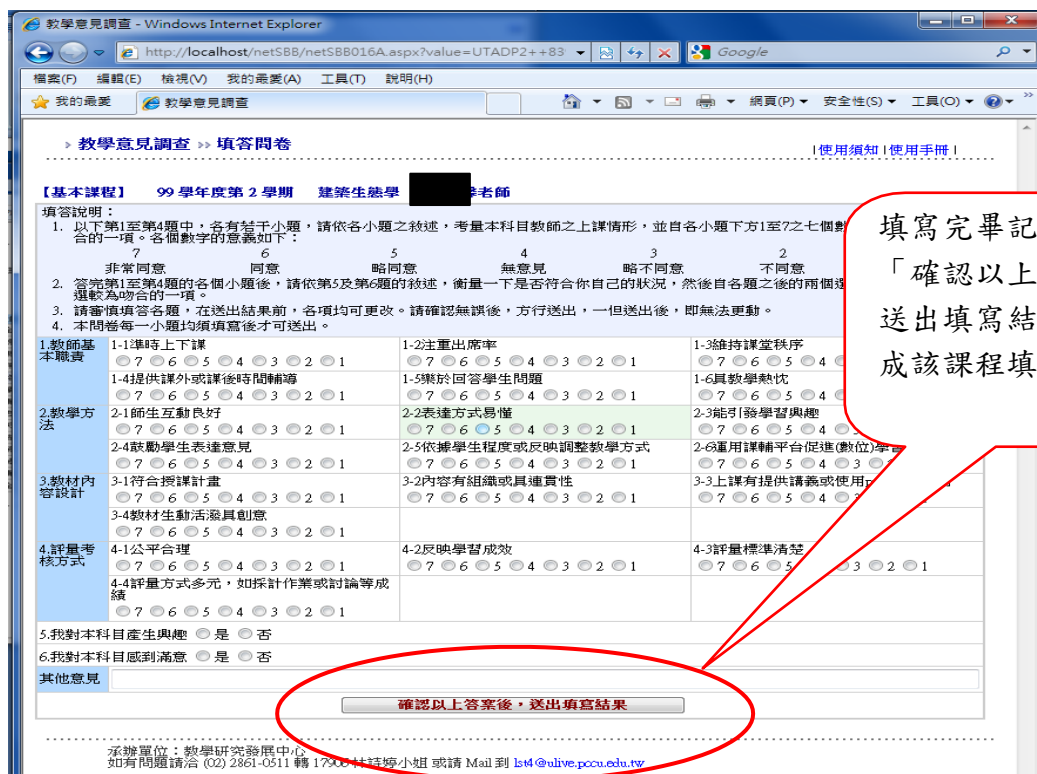 教學意見調查 - Windows Internet Explorer
http://localhost/netSBB/netSBB016A.aspx?value=UTADP2++83
Google
檔案(F) 編輯(E) 檢視(V) 我的最愛(A) 工具(T) 說明(H)
我的最愛 教學意見調查 網頁(P) 安全性(S) 工具(O)
教學意見調查 ›› 填答問卷
|使用須知|使用手冊|
【基本課程】 99 學年度第 2 學期 建築生態學 老師
填答說明：
1. 以下第1至第4題中，各有若干小題，請依各小題之敘述，考量本科目教師之上課情形，並自各小題下方1至7之七個數
合的一項。各個數字的意義如下：
7 6 5 4 3 2
非常同意 同意 略同意 無意見 略不同意 不同意
2. 答完第1至第4題的各個小題後，請依第5及第6題的敘述，衡量一下是否符合你自己的狀況，然後自各題之後的兩個選
選較為吻合的一項。
3. 請審慎填答各題，在送出結果前，各項均可更改。請確認無誤後，方行送出，一但送出後，即無法更動。
4. 本問卷每一小題均須填寫後才可送出。
填寫完畢記
「確認以上
送出填寫結
成該課程填
1.教師基本職責
1-1準時上下課 1-2注重出席率 1-3維持課堂秩序
7 6 5 4 3 2 1 7 6 5 4 3 2 1 7 6 5 4
1-4提供課外或課後時間輔導 1-5樂於回答學生問題 1-6具教學熱忱
7 6 5 4 3 2 1 7 6 5 4 3 2 1 7 6 5 4
2.教學方法
2-1師生互動良好 2-2表達方式易懂 2-3能引發學習興趣
7 6 5 4 3 2 1 7 6 5 4 3 2 1 7 6 5 4
2-4鼓勵學生表達意見 2-5依據學生程度或反映調整教學方式 2-6運用課輔平台促進(數位)學習
7 6 5 4 3 2 1 7 6 5 4 3 2 1 7 6 5 4 3
3.教材內容設計
3-1符合授課計畫 3-2內容有組織或具連貫性 3-3上課有提供講義或使用
7 6 5 4 3 2 1 7 6 5 4 3 2 1 7 6 5 4
3-4教材生動活潑具創意
7 6 5 4 3 2 1
4.評量考核方式
4-1公平合理 4-2反映學習成效 4-3評量標準清楚
7 6 5 4 3 2 1 7 6 5 4 3 2 1 7 6 5 3 2 1
4-4評量方式多元，如採計作業或討論等成
績
7 6 5 4 3 2 1
5.我對本科目產生興趣 是 否
6.我對本科目感到滿意 是 否
其他意見
確認以上答案後，送出填寫結果
承辦單位：教學研究發展中心
如有問題請洽 (02) 2861-0511 轉 17908 林詩婷小姐 或請 Mail 到 lst4@ulive.pccu.edu.tw